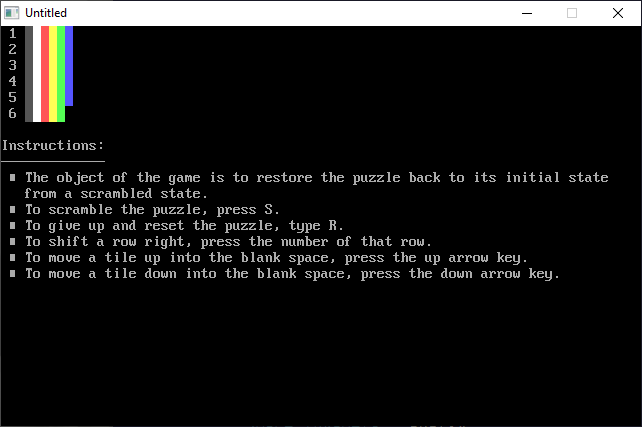 Untitled
1
2
3
4
5
6
Instructions:
▪ The object of the game is to restore the puzzle back to its initial state
from a scrambled state.
▪ To scramble the puzzle, press S.
▪ To give up and reset the puzzle, type R.
▪ To shift a row right, press the number of that row.
▪ To move a tile up into the blank space, press the up arrow key.
▪ To move a tile down into the blank space, press the down arrow key.